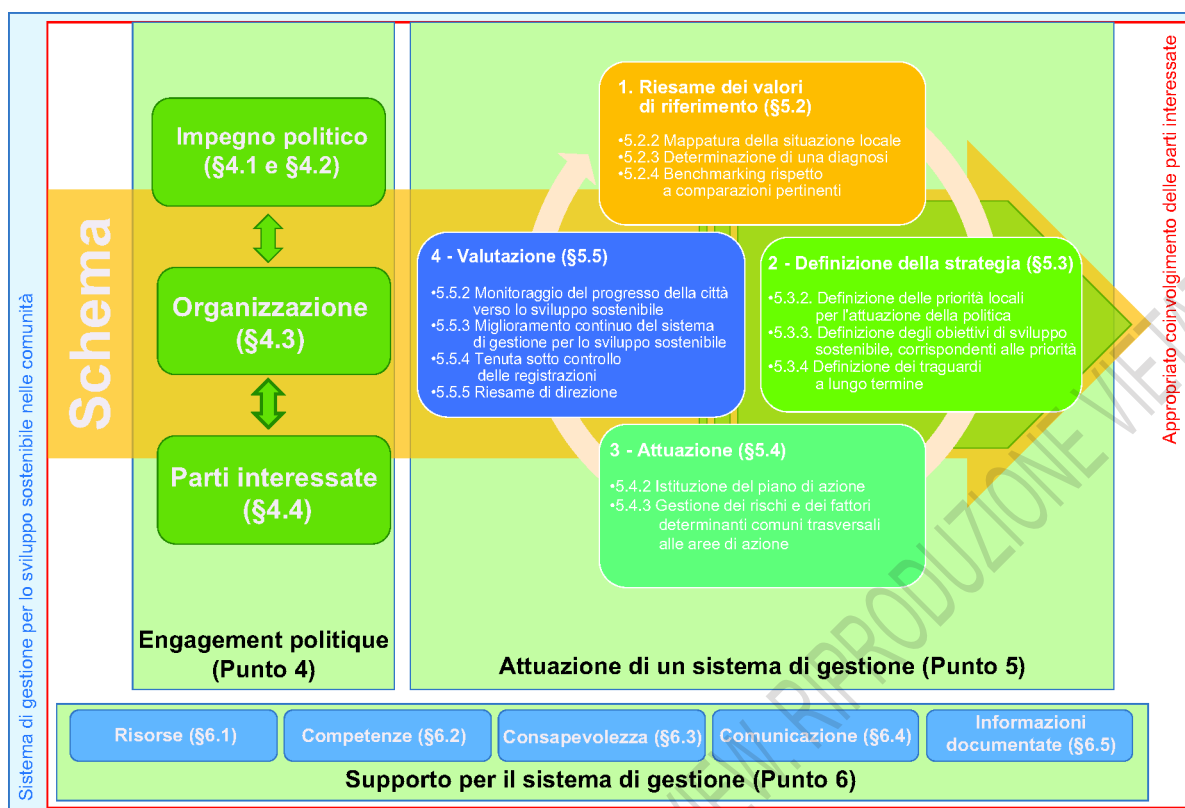 Sistema di gestione per lo sviluppo sostenibile nelle comunità
Schema
Impegno politico
(§4.1 e §4.2)
Organizzazione
(§4.3)
Parti interessate
(§4.4)
Engagement politique
(Punto 4)
1. Riesame dei valori
di riferimento (§5.2)
•5.2.2 Mappatura della situazione locale
•5.2.3 Determinazione di una diagnosi
•5.2.4 Benchmarking rispetto
a comparazioni pertinenti
2 - Definizione della strategia (§5.3)
•5.3.2. Definizione delle priorità locali
per l'attuazione della politica
•5.3.3. Definizione degli obiettivi di sviluppo
sostenibile, corrispondenti alle priorità
•5.3.4 Definizione dei traguardi
a lungo termine
3 - Attuazione (§5.4)
•5.4.2 Istituzione del piano di azione
•5.4.3 Gestione dei rischi e dei fattori
determinanti comuni trasversali
alle aree di azione
4 - Valutazione (§5.5)
•5.5.2 Monitoraggio del progresso della città
verso lo sviluppo sostenibile
•5.5.3 Miglioramento continuo del sistema
di gestione per lo sviluppo sostenibile
•5.5.4 Tenuta sotto controllo
delle registrazioni
•5.5.5 Riesame di direzione
Attuazione di un sistema di gestione (Punto 5)
Appropriato coinvolgimento delle parti interessate
Risorse (§6.1)
Competenze (§6.2)
Consapevolezza (§6.3)
Comunicazione (§6.4)
Informazioni
documentate (§6.5)
Supporto per il sistema di gestione (Punto 6)
RIPRODUZIONE VIETA